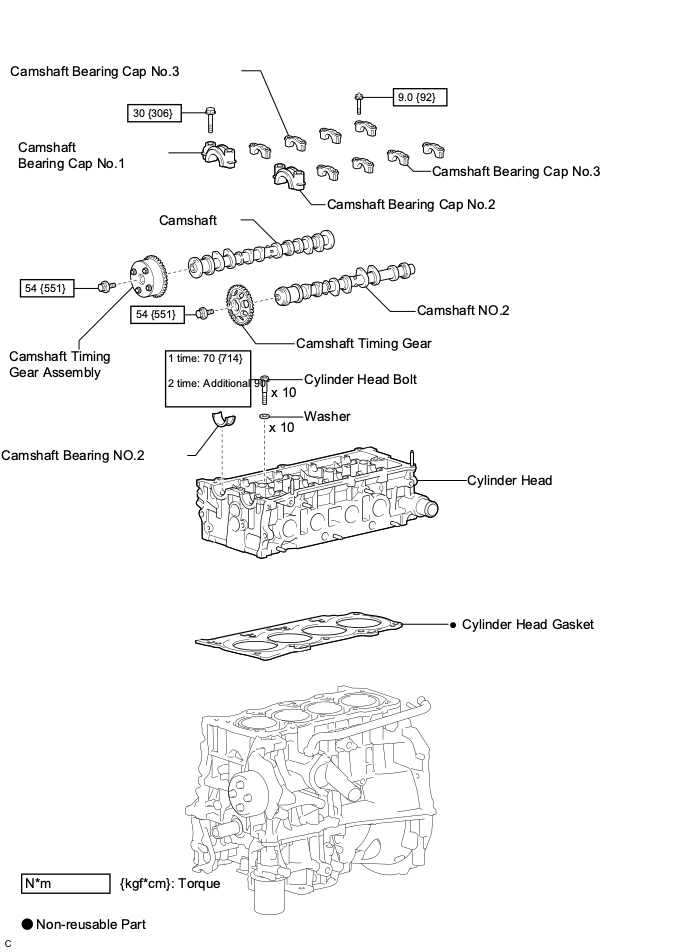 Camshaft Bearing Cap No.3
9.0 {92}
30 {306}
Camshaft
Bearing Cap No.1
Camshaft Bearing Cap No.3
Camshaft Bearing Cap No.2
Camshaft
54 {551}
54 {551}
Camshaft NO.2
Camshaft Timing Gear
Camshaft Timing
Gear Assembly
1 time: 70 {714}
2 time: Additional 90
Cylinder Head Bolt
x 10
Washer
x 10
Camshaft Bearing NO.2
Cylinder Head
● Cylinder Head Gasket
N*m {kgf*cm}: Torque
● Non-reusable Part
C